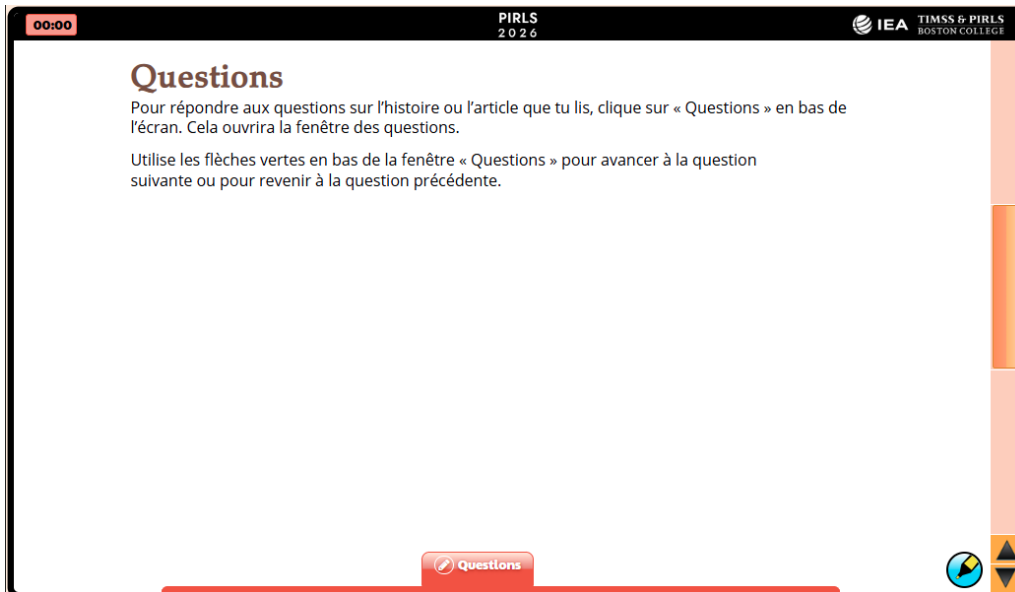 00:00
PIRLS
2026
IEA
TIMSS & PIRLS
BOSTON COLLEGE
Questions
Pour répondre aux questions sur l'histoire ou l'article que tu lis, clique sur « Questions » en bas de
l'écran. Cela ouvrira la fenêtre des questions.
Utilise les flèches vertes en bas de la fenêtre « Questions » pour avancer à la question
suivante ou pour revenir à la question précédente.
Questions